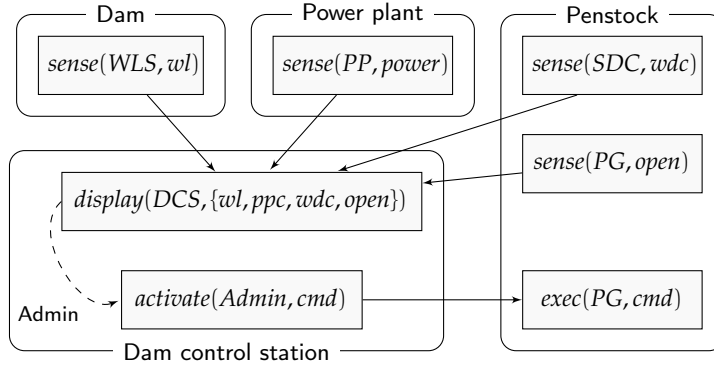 Dam
Power plant
Penstock
sense(WLS, wl)
sense(PP, power)
sense(SDC, wdc)
sense(PG, open)
display(DCS, {wl, ppc, wdc, open})
Admin
activate(Admin, cmd)
exec(PG, cmd)
Dam control station